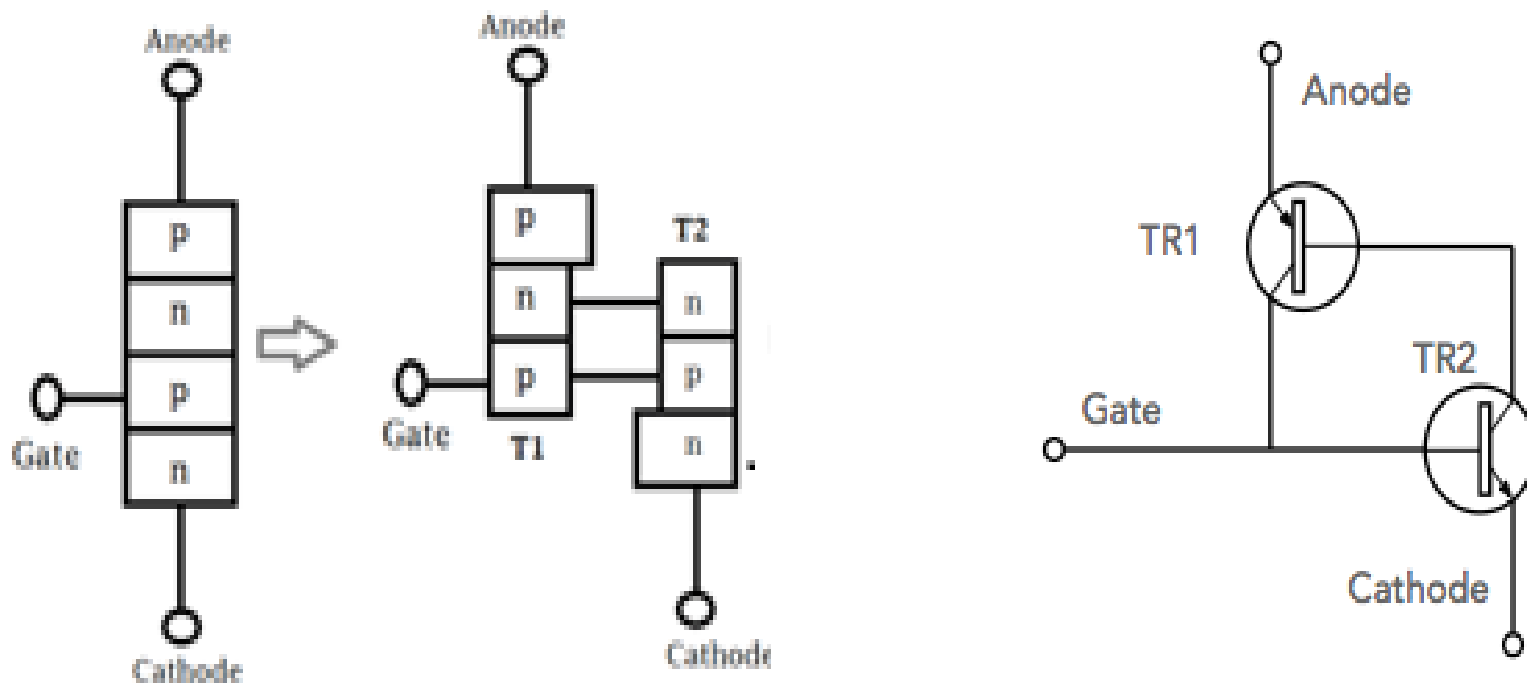 Anode
p
n
p
n
Gate
Cathode
Anode
p
n
p
T1
Gate
T2
n
p
n
.
Cathode
Anode
TR1
TR2
Gate
Cathode